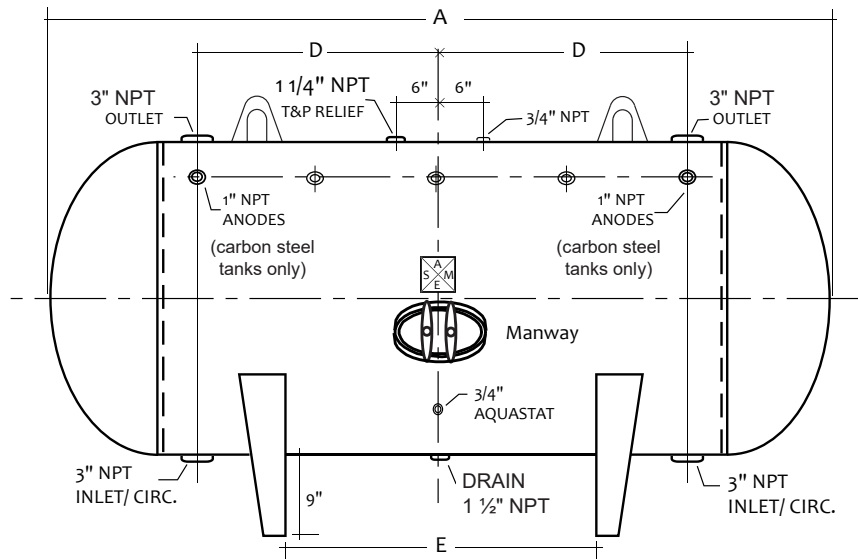 A
D
D
6"
6"
3" NPT
OUTLET
1 1/4" NPT
T&P RELIEF
3/4" NPT
3" NPT
OUTLET
1" NPT
ANODES
(carbon steel
tanks only)
1" NPT
ANODES
(carbon steel
tanks only)
A
S M
E
Manway
3/4"
AQUASTAT
3" NPT
INLET/ CIRC.
9"
DRAIN
1 ½" NPT
3" NPT
INLET/ CIRC.
E